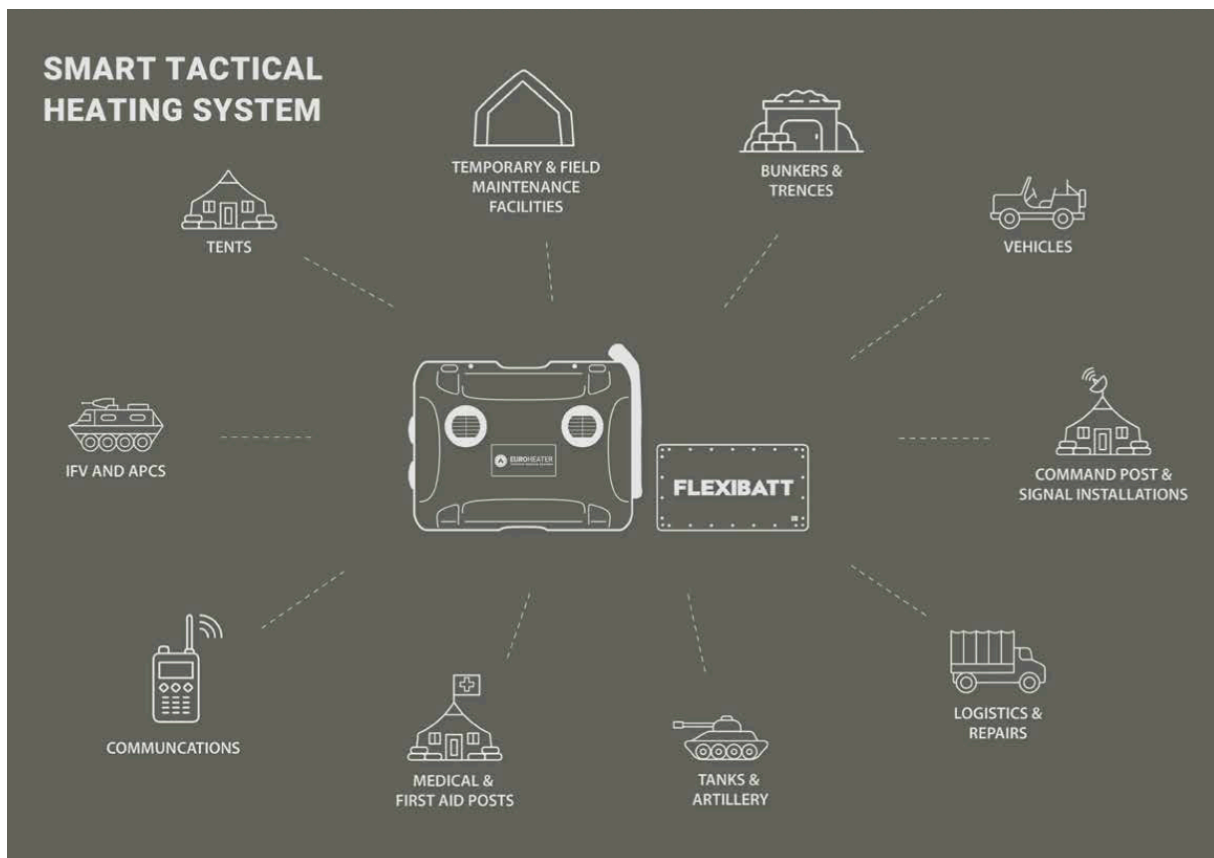 SMART TACTICAL
HEATING SYSTEM
TEMPORARY & FIELD
MAINTENANCE
FACILITIES
BUNKERS &
TRENCES
TENTS
VEHICLES
IFV AND APCS
EUROHEATER
FLEXIBATT
COMMAND POST &
SIGNAL INSTALLATIONS
COMMUNCATIONS
MEDICAL &
FIRST AID POSTS
TANKS &
ARTILLERY
LOGISTICS &
REPAIRS